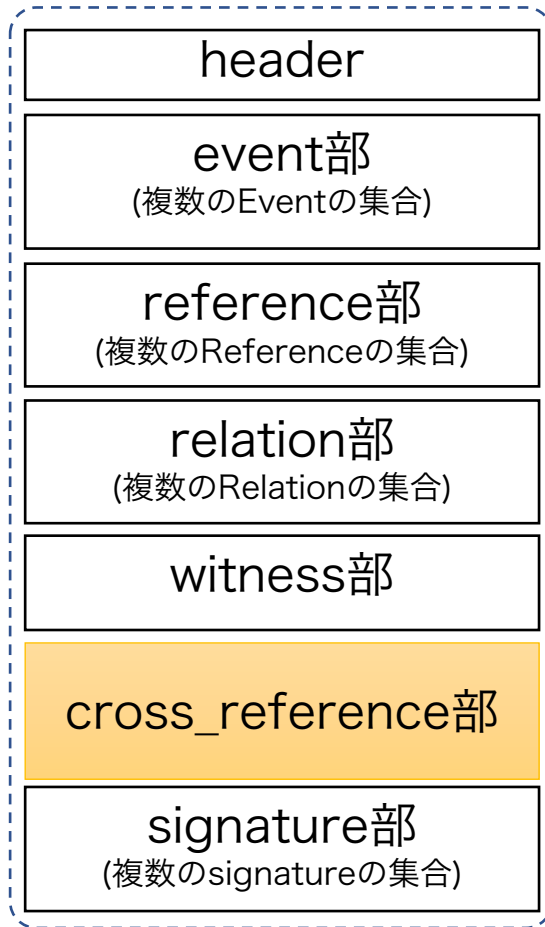 header
event部
(複数のEventの集合)
reference部
(複数のReferenceの集合)
relation部
(複数のRelationの集合)
witness部
cross_reference部
signature部
(複数のsignatureの集合)